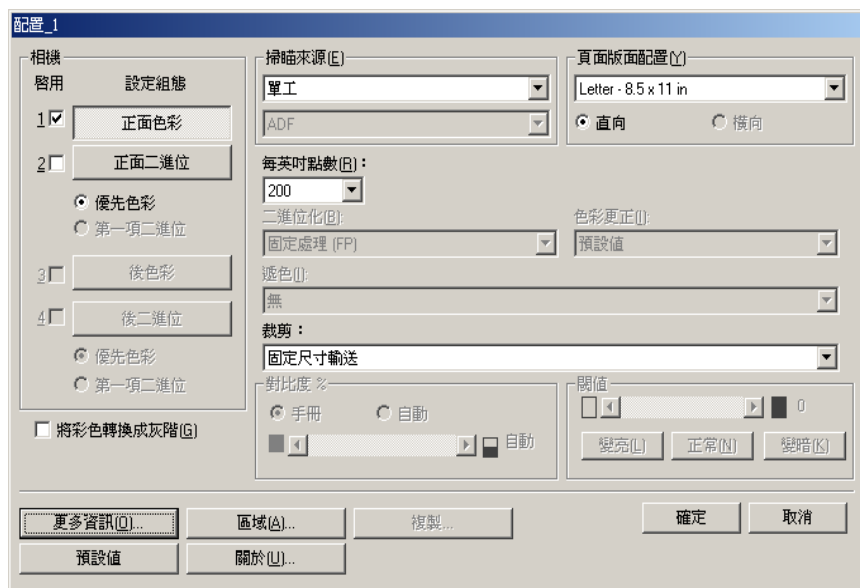 配置_1
相機
啓用 設定組態
1 正面色彩
2 正面二進位
優先色彩
第一項二進位
3 後色彩
4 後二進位
優先色彩
第一項二進位
將彩色轉換成灰階(G)
掃瞄來源(E)
單工
ADF
頁面版面配置(Y)
Letter - 8.5 x 11 in
直向 橫向
每英吋點數(R)：
200
二進位化(B):
固定處理 (FP)
色彩更正(I):
預設值
遞色(I):
無
裁剪：
固定尺寸輸送
對比度 %
手冊 自動
自動
閾值
0
變亮(L) 正常(N) 變暗(K)
更多資訊(O)... 區域(A)... 複製... 確定 取消
預設值 關於(U)...